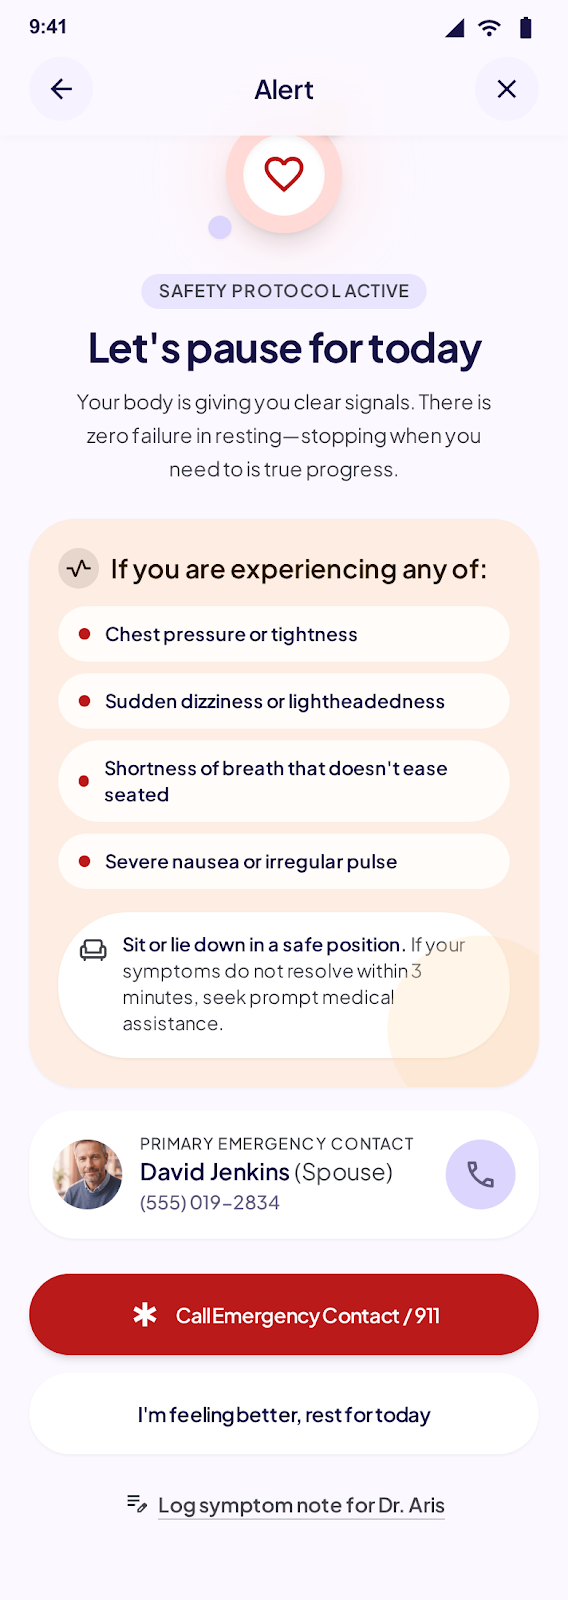 9:41
Alert
SAFETY PROTOCOL ACTIVE
Let's pause for today
Your body is giving you clear signals. There is
zero failure in resting—stopping when you
need to is true progress.
If you are experiencing any of:
Chest pressure or tightness
Sudden dizziness or lightheadedness
Shortness of breath that doesn't ease
seated
Severe nausea or irregular pulse
Sit or lie down in a safe position. If your
symptoms do not resolve within 3
minutes, seek prompt medical
assistance.
PRIMARY EMERGENCY CONTACT
David Jenkins (Spouse)
(555) 019–2834
Call Emergency Contact / 911
I'm feeling better, rest for today
Log symptom note for Dr. Aris